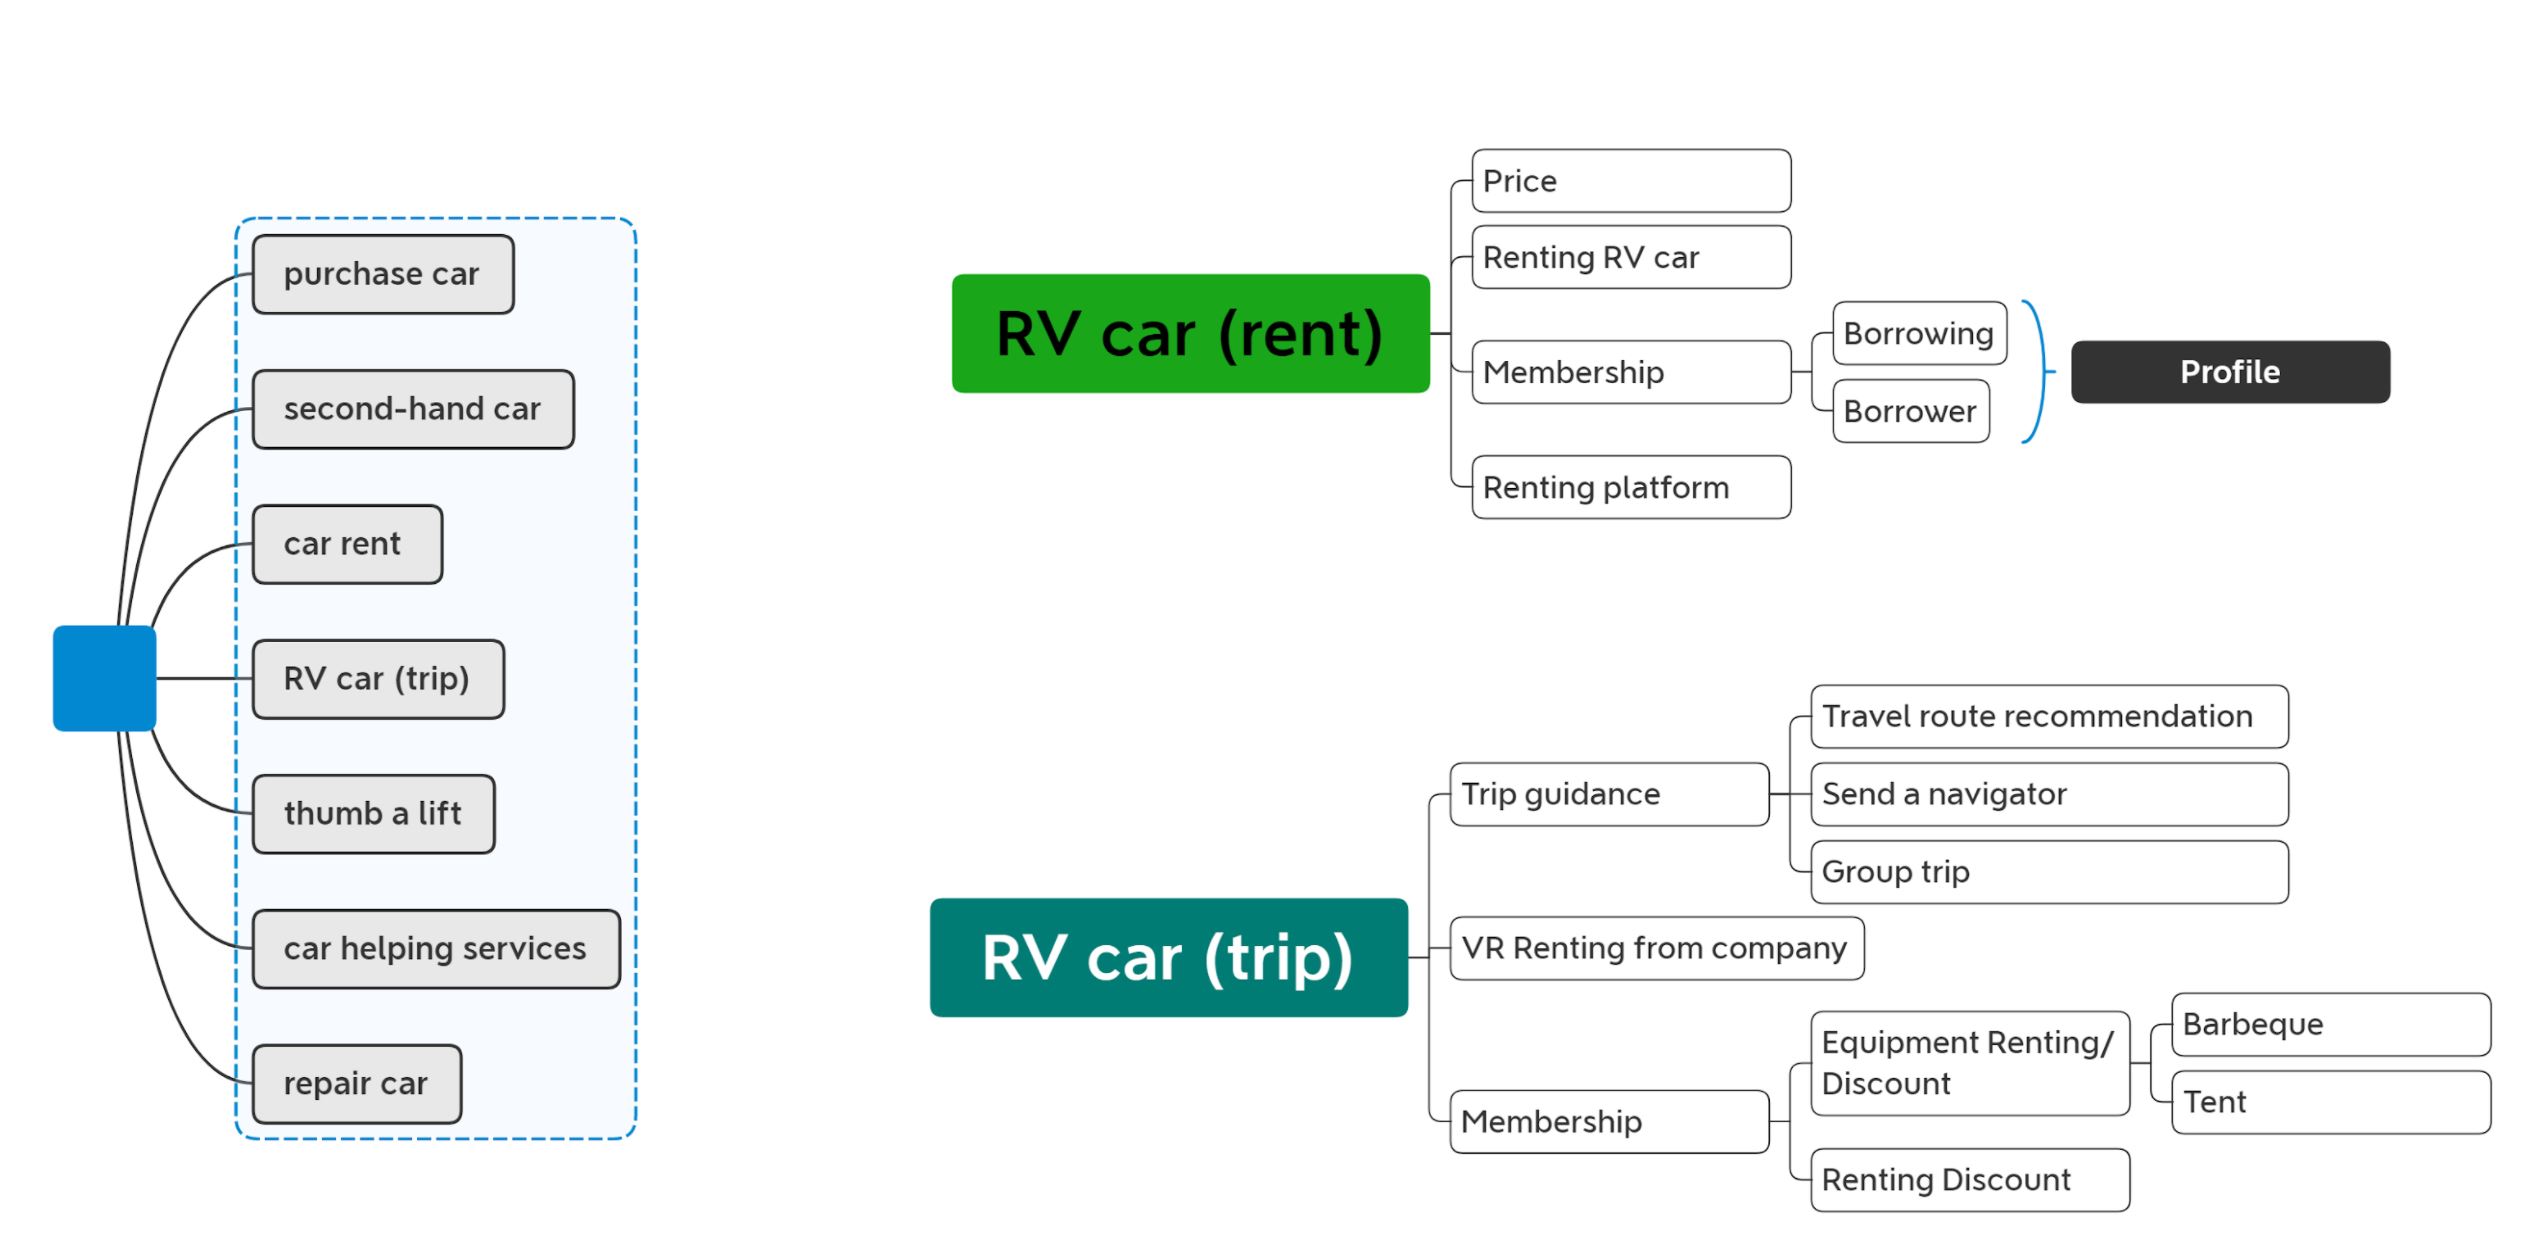 purchase car
second-hand car
car rent
RV car (trip)
thumb a lift
car helping services
repair car
RV car (rent)
Price
Renting RV car
Membership
Borrowing
Borrower
Profile
Renting platform
RV car (trip)
Trip guidance
Travel route recommendation
Send a navigator
Group trip
VR Renting from company
Membership
Equipment Renting/
Discount
Barbeque
Tent
Renting Discount